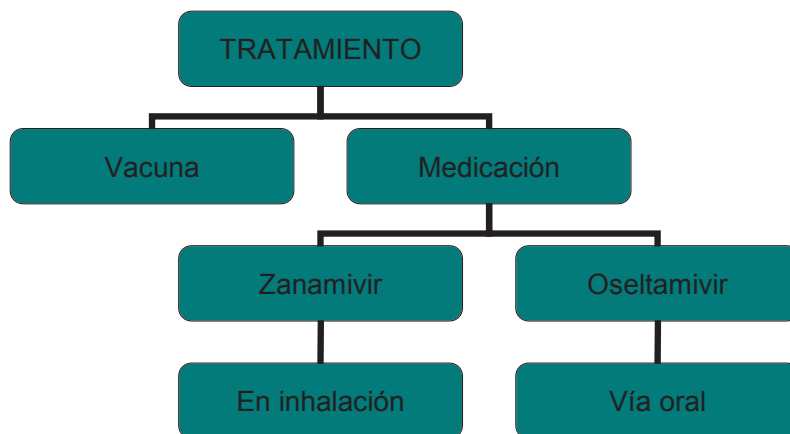 TRATAMIENTO
Vacuna
Medicación
Zanamivir
Oseltamivir
En inhalación
Vía oral